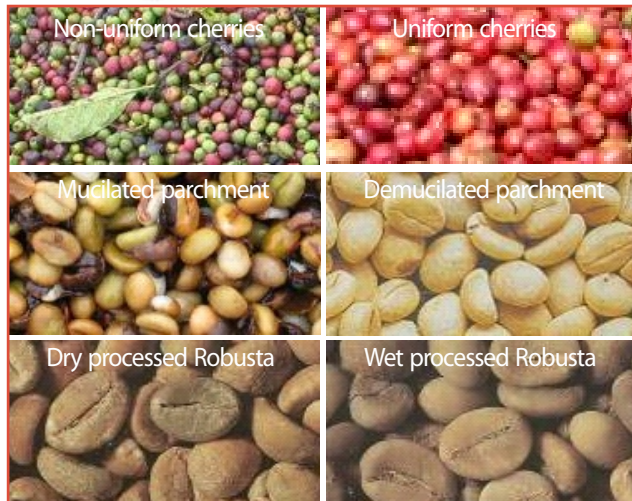 Non-uniform cherries
Uniform cherries
Mucilated parchment
Demucilated parchment
Dry processed Robusta
Wet processed Robusta